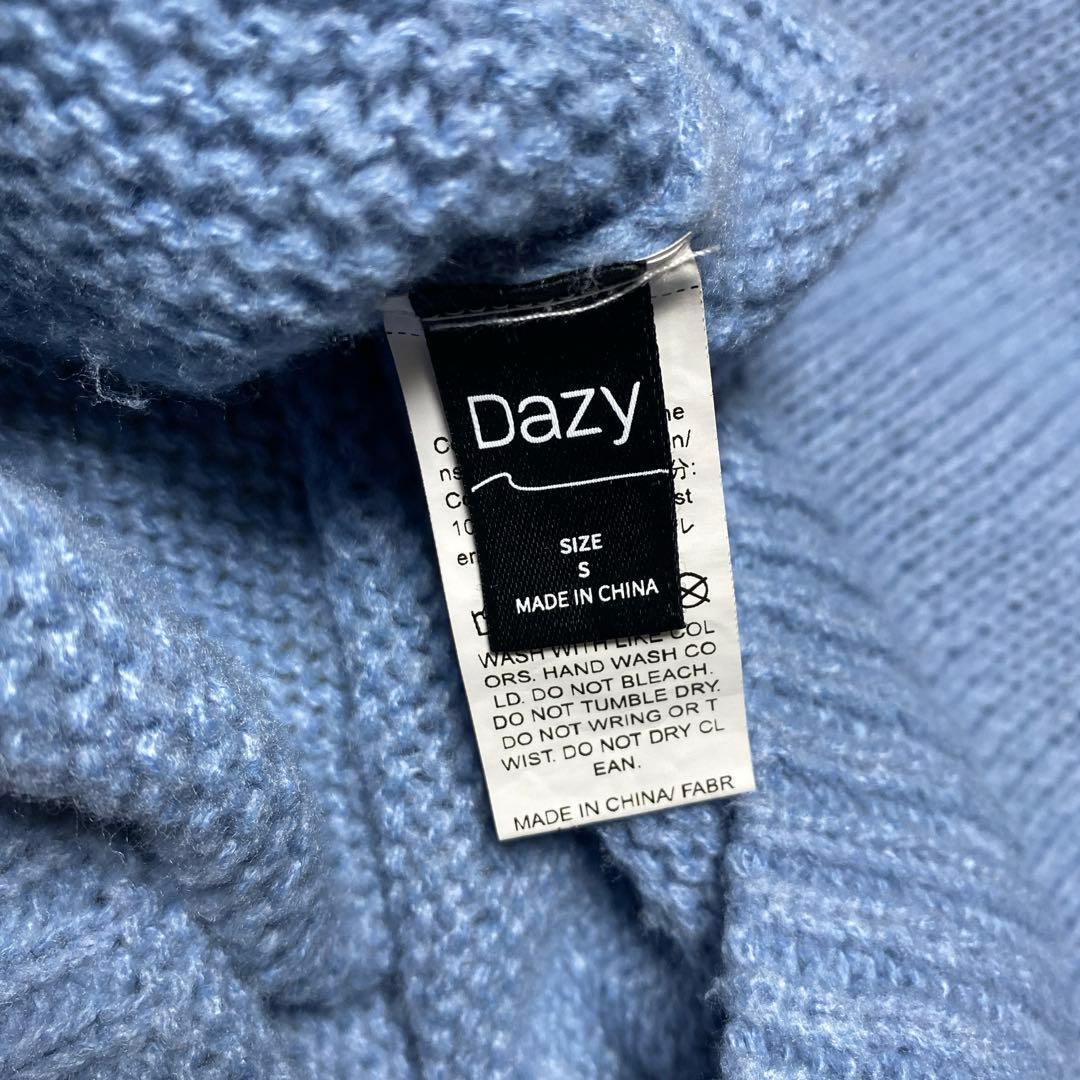 Dazy
SIZE
S
MADE IN CHINA
WASH WITH LIKE COL
ORS. HAND WASH CO
LD. DO NOT BLEACH.
DO NOT TUMBLE DRY.
DO NOT WRING OR T
WIST. DO NOT DRY CL
EAN.
MADE IN CHINA/ FABR